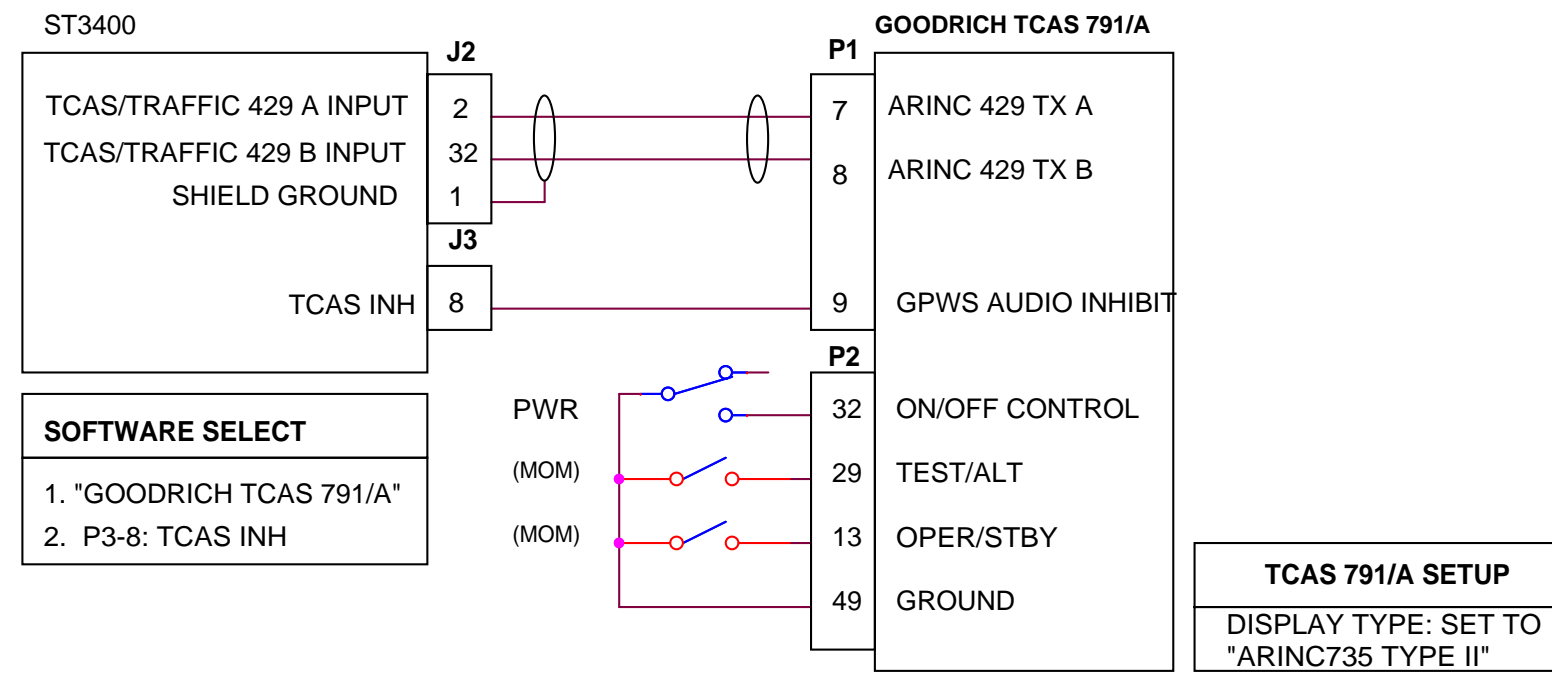 ST3400
GOODRICH TCAS 791/A
J2
P1
TCAS/TRAFFIC 429 A INPUT 2
7 ARINC 429 TX A
TCAS/TRAFFIC 429 B INPUT 32
8 ARINC 429 TX B
SHIELD GROUND 1
J3
TCAS INH 8
9 GPWS AUDIO INHIBIT
P2
PWR
32 ON/OFF CONTROL
(MOM)
29 TEST/ALT
(MOM)
13 OPER/STBY
49 GROUND
SOFTWARE SELECT
1. "GOODRICH TCAS 791/A"
2. P3-8: TCAS INH
TCAS 791/A SETUP
DISPLAY TYPE: SET TO
"ARINC735 TYPE II"